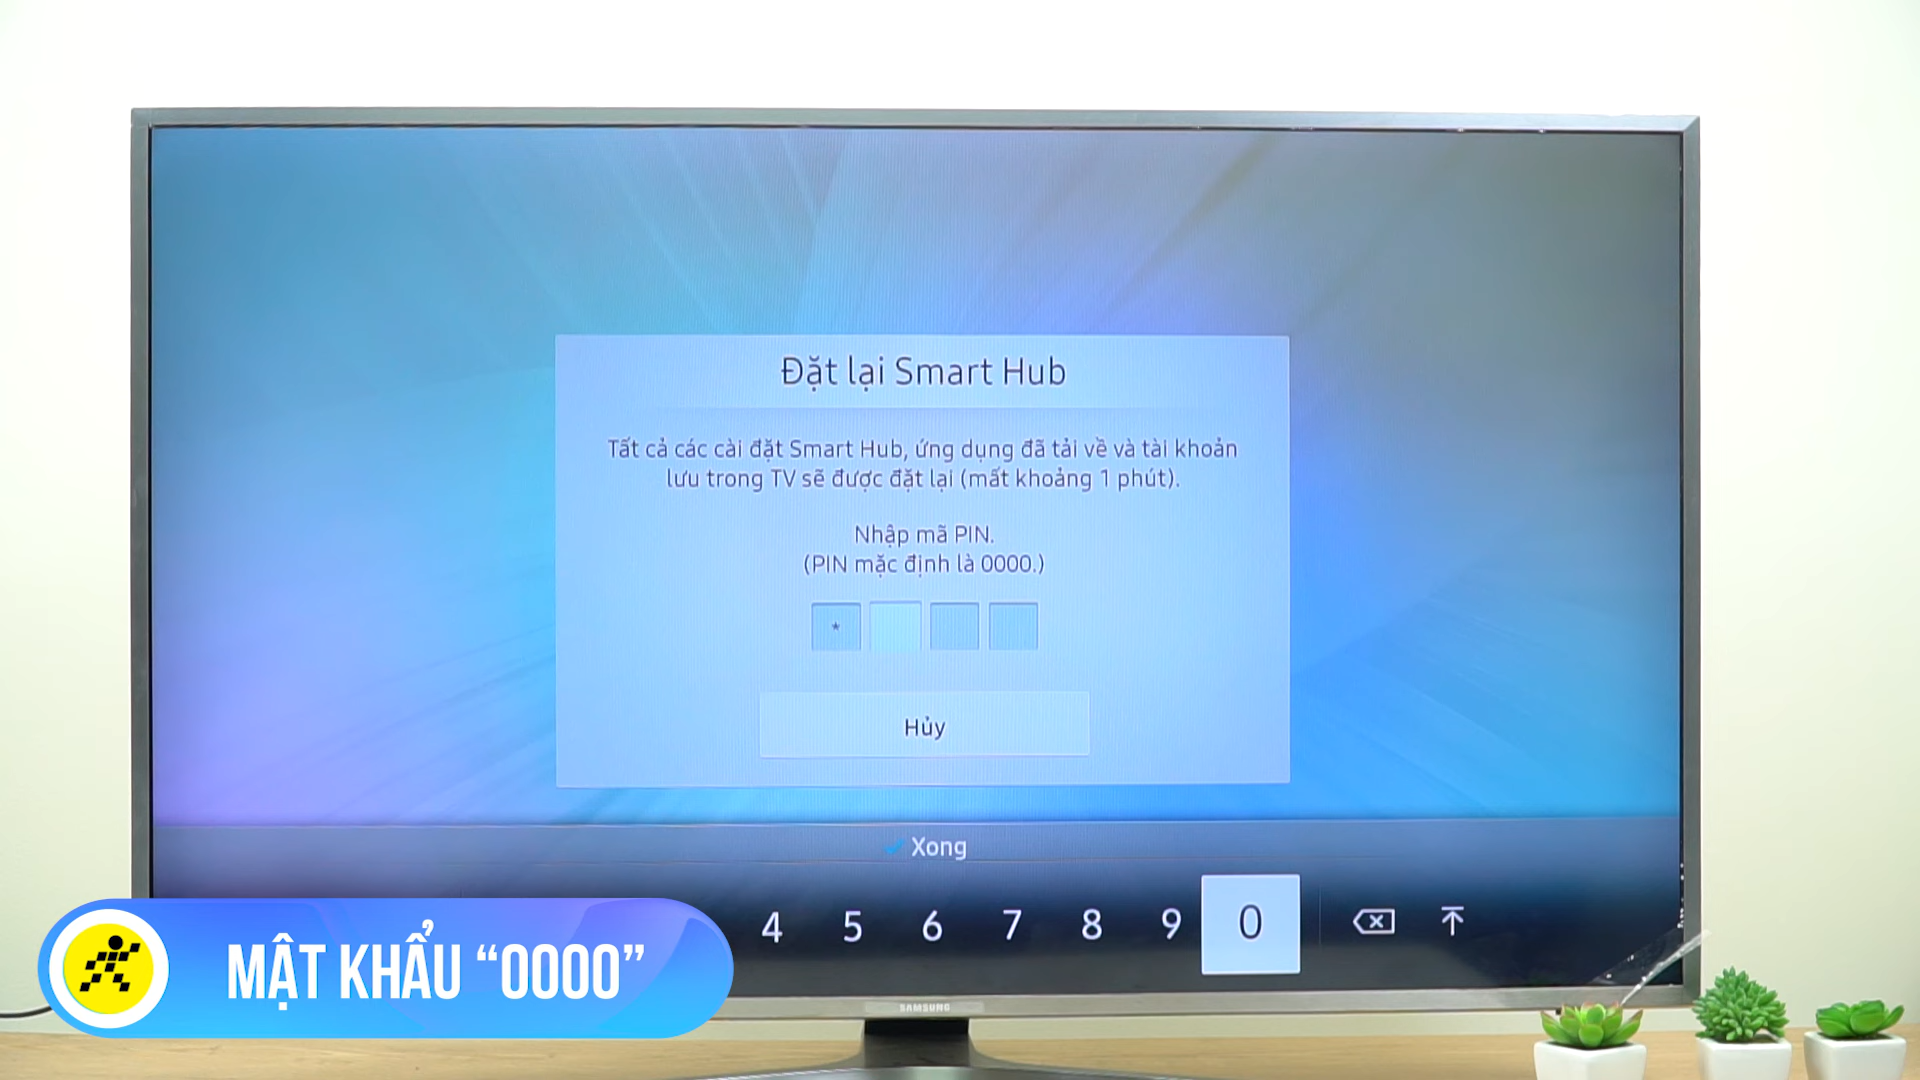 Đặt lại Smart Hub
Tất cả các cài đặt Smart Hub, ứng dụng đã tải về và tài khoản
lưu trong TV sẽ được đặt lại (mất khoảng 1 phút).
Nhập mã PIN.
(PIN mặc định là 0000.)
*
Hủy
Xong
4 5 6 7 8 9 0
MẬT KHẨU “0000”
SAMSUNG